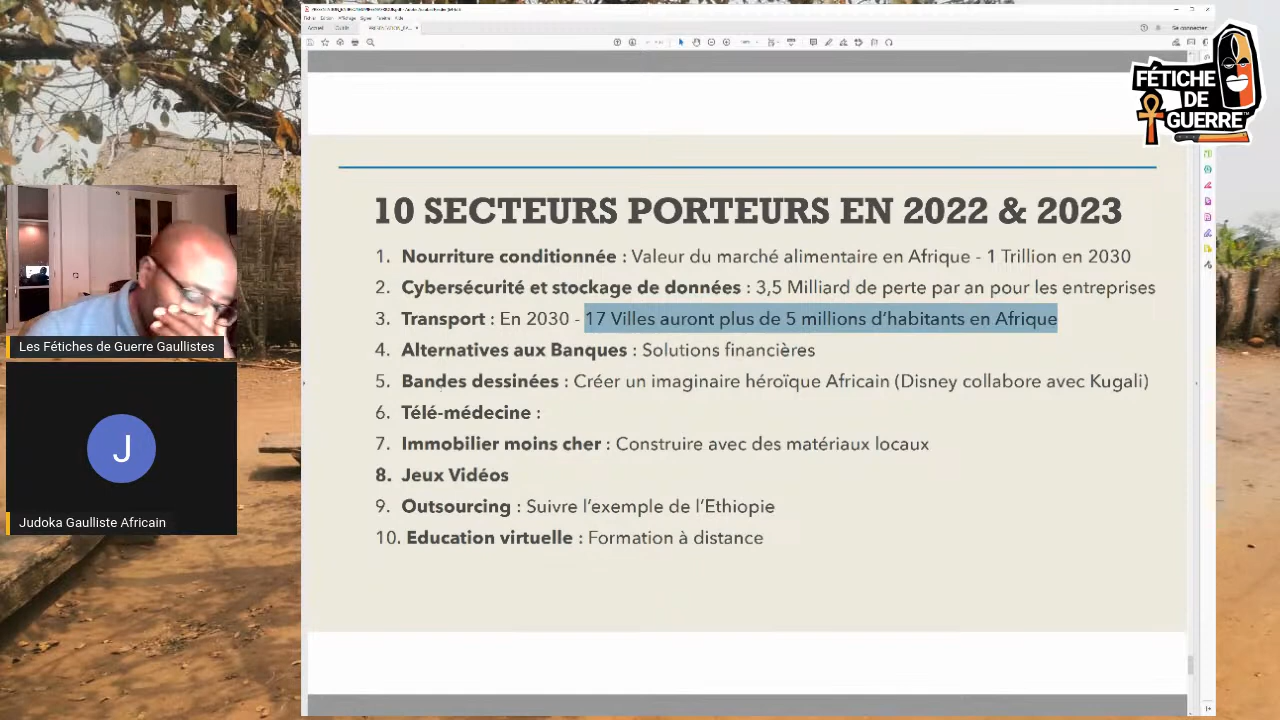 Se connecter
FÉTICHE
DE
GUERRE
10 SECTEURS PORTEURS EN 2022 & 2023
1. Nourriture conditionnée : Valeur du marché alimentaire en Afrique - 1 Trillion en 2030
2. Cybersécurité et stockage de données : 3,5 Milliard de perte par an pour les entreprises
3. Transport : En 2030 - 17 Villes auront plus de 5 millions d’habitants en Afrique
4. Alternatives aux Banques : Solutions financières
5. Bandes dessinées : Créer un imaginaire héroïque Africain (Disney collabore avec Kugali)
6. Télé-médecine :
7. Immobilier moins cher : Construire avec des matériaux locaux
8. Jeux Vidéos
9. Outsourcing : Suivre l’exemple de l’Ethiopie
10. Education virtuelle : Formation à distance
Les Fétiches de Guerre Gaullistes
J
Judoka Gaulliste Africain